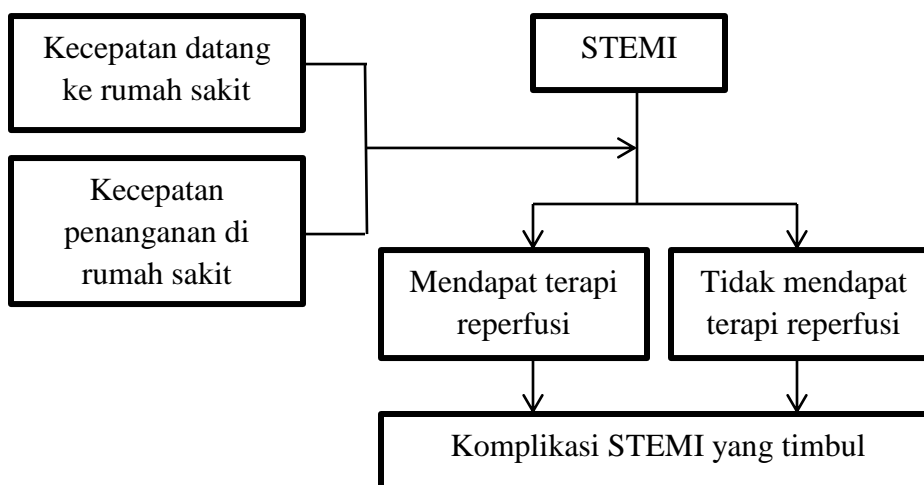 Kecepatan datang
ke rumah sakit
STEMI
Kecepatan
penanganan di
rumah sakit
Mendapat terapi
reperfusi
Tidak mendapat
terapi reperfusi
Komplikasi STEMI yang timbul